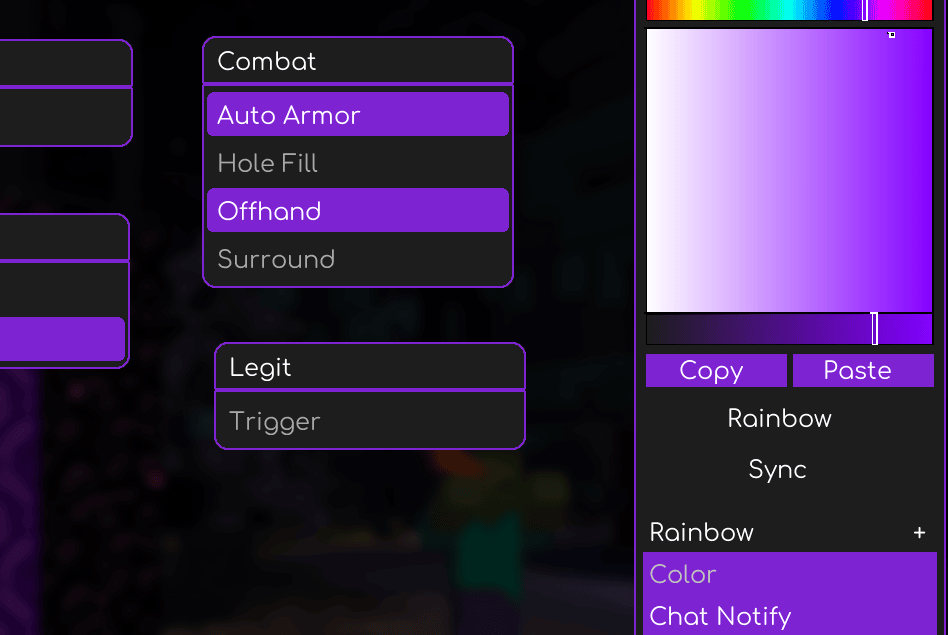 Combat
Auto Armor
Hole Fill
Offhand
Surround
Legit
Trigger
Copy
Paste
Rainbow
Sync
Rainbow +
Color
Chat Notify